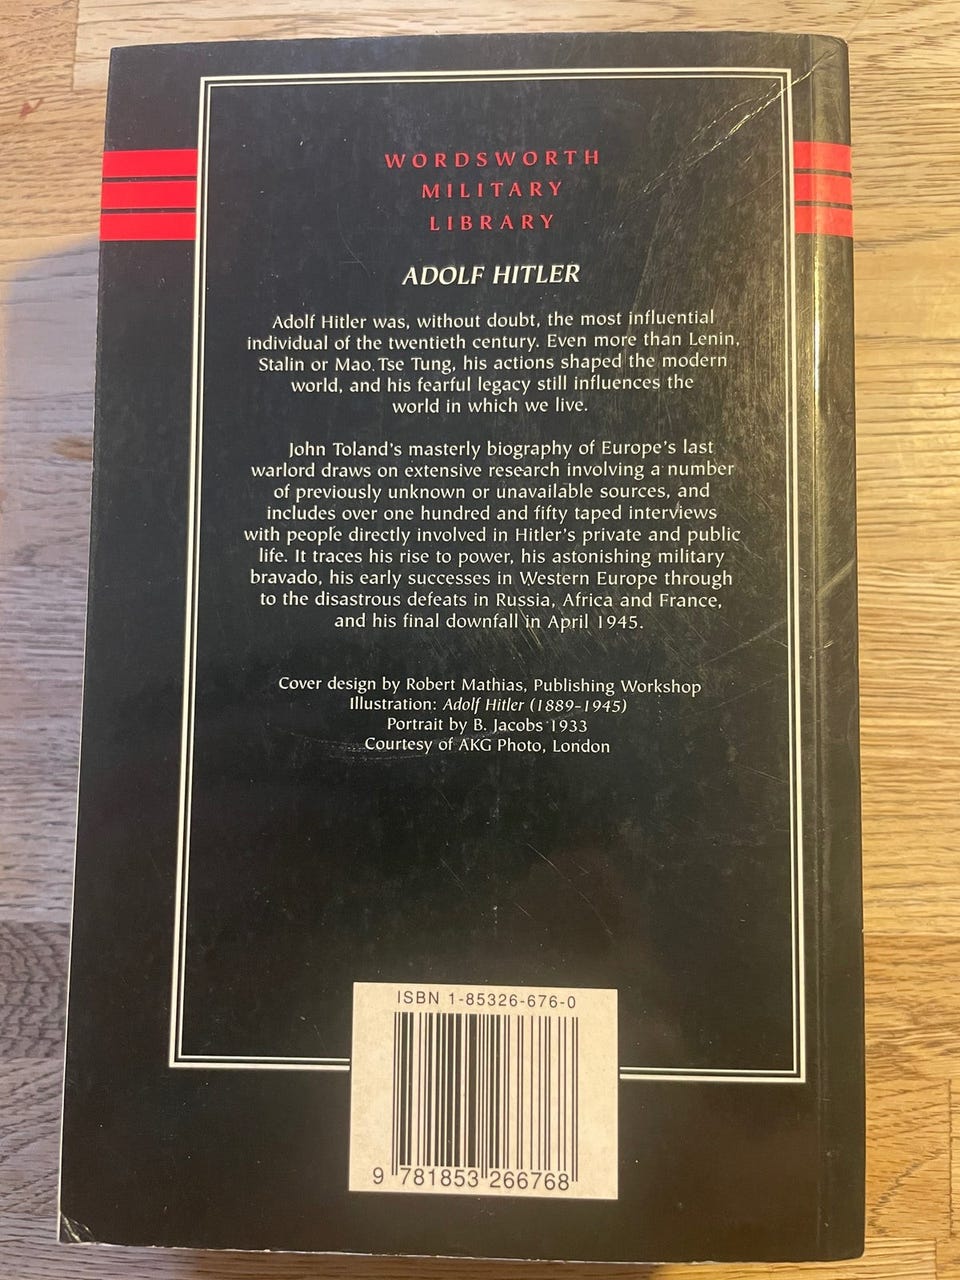 WORDSWORTH
MILITARY
LIBRARY
ADOLF HITLER
Adolf Hitler was, without doubt, the most influential
individual of the twentieth century. Even more than Lenin,
Stalin or Mao Tse Tung, his actions shaped the modern
world, and his fearful legacy still influences the
world in which we live.
John Toland's masterly biography of Europe's last
warlord draws on extensive research involving a number
of previously unknown or unavailable sources, and
includes over one hundred and fifty taped interviews
with people directly involved in Hitler's private and public
life. It traces his rise to power, his astonishing military
bravado, his early successes in Western Europe through
to the disastrous defeats in Russia, Africa and France,
and his final downfall in April 1945.
Cover design by Robert Mathias, Publishing Workshop
Illustration: Adolf Hitler (1889-1945)
Portrait by B. Jacobs 1933
Courtesy of AKG Photo, London
ISBN 1-85326-676-0
9 781853 266768